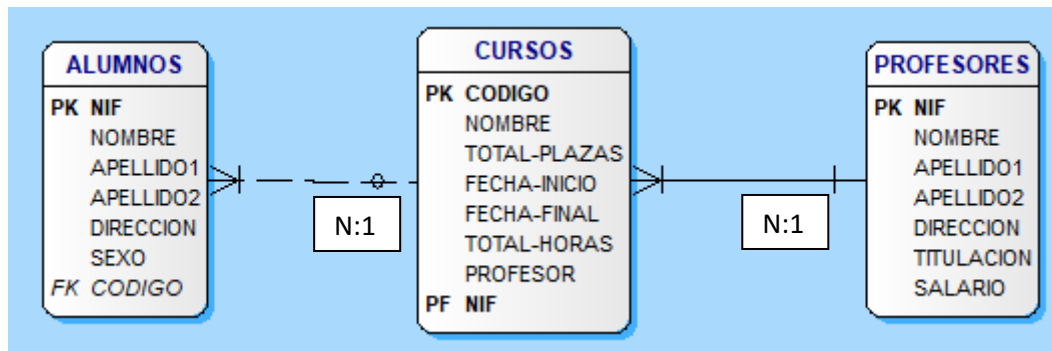 ALUMNOS
PK NIF
NOMBRE
APELLIDO1
APELLIDO2
DIRECCION
SEXO
FK CODIGO
N:1
CURSOS
PK CODIGO
NOMBRE
TOTAL-PLAZAS
FECHA-INICIO
FECHA-FINAL
TOTAL-HORAS
PROFESOR
PF NIF
N:1
PROFESORES
PK NIF
NOMBRE
APELLIDO1
APELLIDO2
DIRECCION
TITULACION
SALARIO